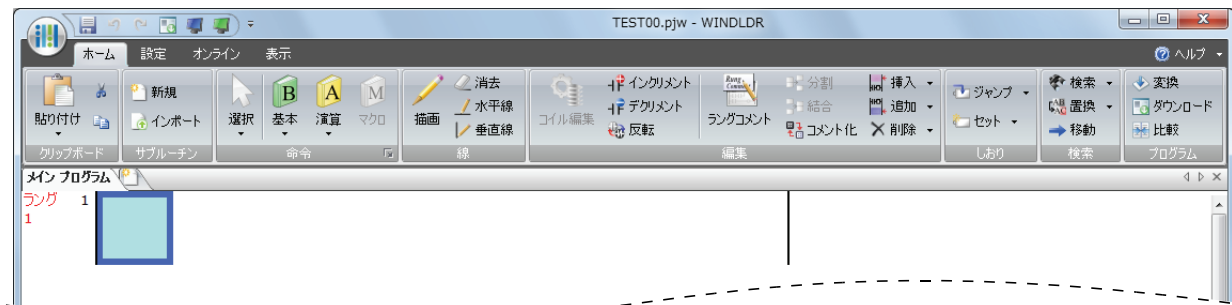 TEST00.pjw - WINDLDR
ホーム 設定 オンライン 表示 ヘルプ
貼り付け
クリップボード
新規
インポート
サブルーチン
選択 B 基本 A 演算 M マクロ
命令
描画 消去
水平線
垂直線
線
コイル編集
インクリメント
デクリメント
反転
Rung Comment
ラングコメント
分割
結合
コメント化
挿入
追加
削除
編集
ジャンプ
セット
しおり
検索
置換
移動
検索
変換
ダウンロード
比較
プログラム
メイン プログラム
ラング 1
1